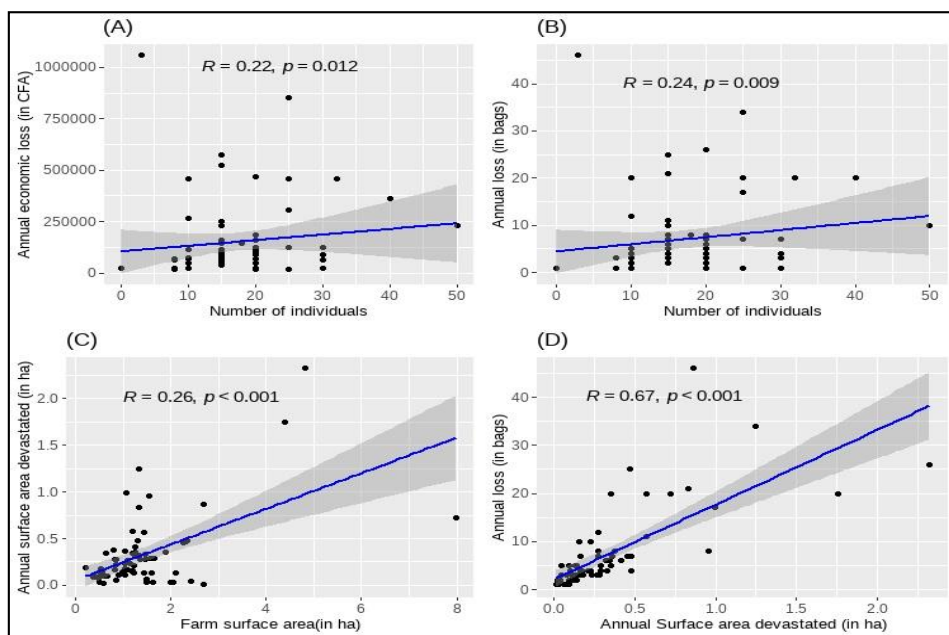 (A)
R = 0.22, p = 0.012
Annual economic loss (in CFA)
1000000
750000
500000
250000
0
0 10 20 30 40 50
Number of individuals
(B)
R = 0.24, p = 0.009
Annual loss (in bags)
40
30
20
10
0
0 10 20 30 40 50
Number of individuals
(C)
R = 0.26, p < 0.001
Annual surface area devastated (in ha)
2.0
1.5
1.0
0.5
0.0
0 2 4 6 8
Farm surface area(in ha)
(D)
R = 0.67, p < 0.001
Annual loss (in bags)
40
30
20
10
0
0.0 0.5 1.0 1.5 2.0
Annual Surface area devastated (in ha)